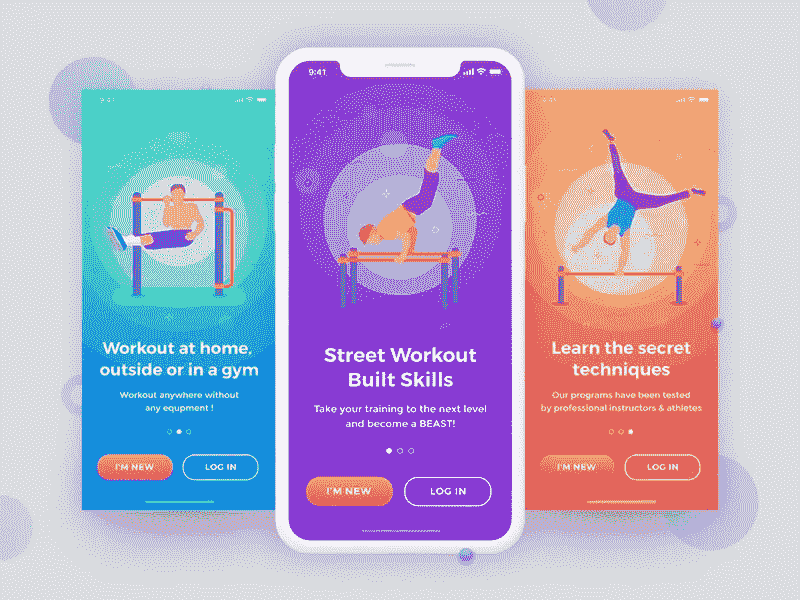 9:41
Workout at home,
outside or in a gym
Workout anywhere without
any equpment !
I'M NEW
LOG IN
9:41
Street Workout
Built Skills
Take your training to the next level
and become a BEAST!
I'M NEW
LOG IN
9:41
Learn the secret
techniques
Our programs have been tested
by professional instructors & athletes
I'M NEW
LOG IN